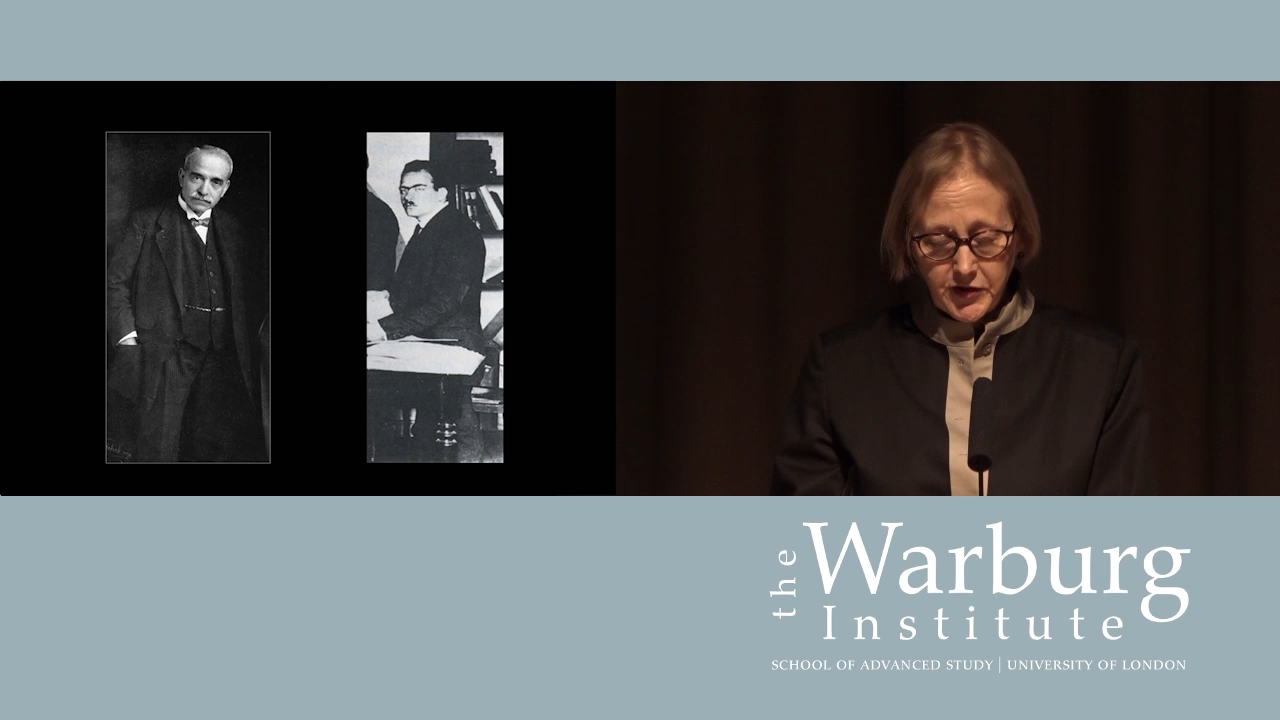 the Warburg
Institute
SCHOOL OF ADVANCED STUDY | UNIVERSITY OF LONDON